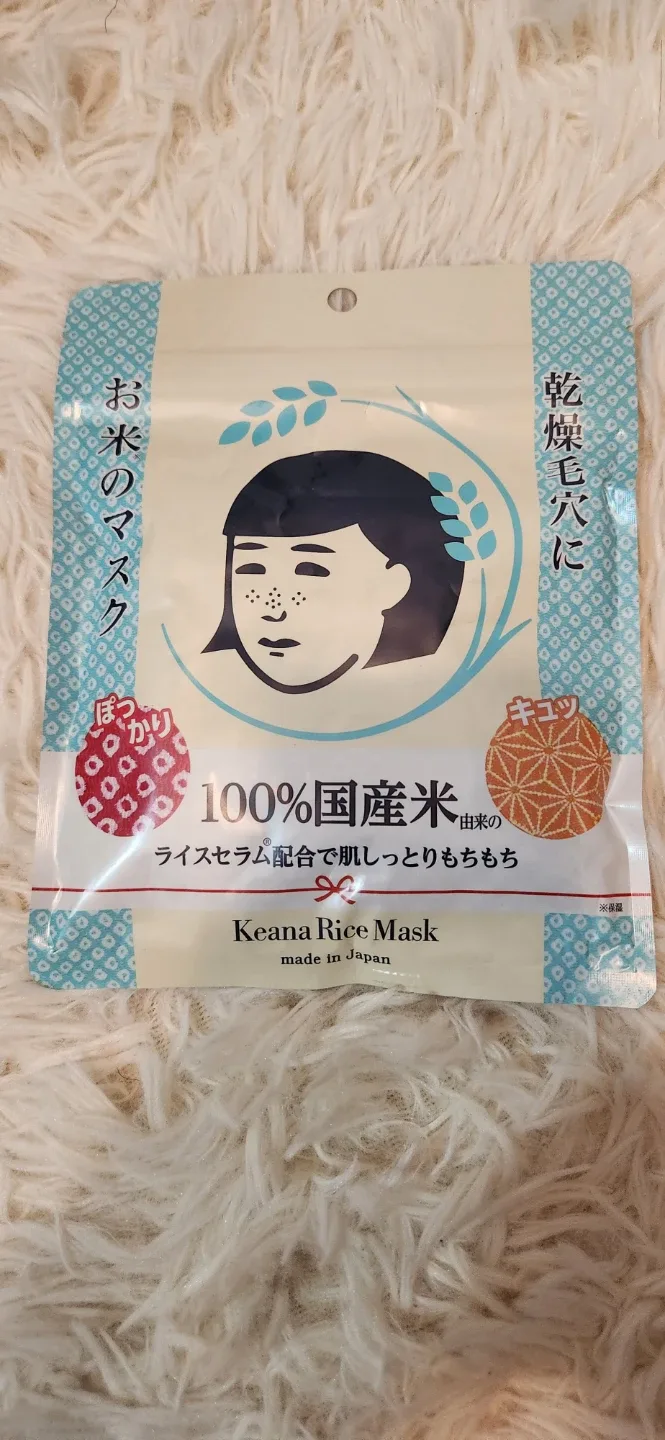 乾燥毛穴に
お米のマスク
ぽっかり
キュッ
100%国産米由来の
ライスセラム®配合で肌しっとりもちもち
※保湿
Keana Rice Mask
made in Japan